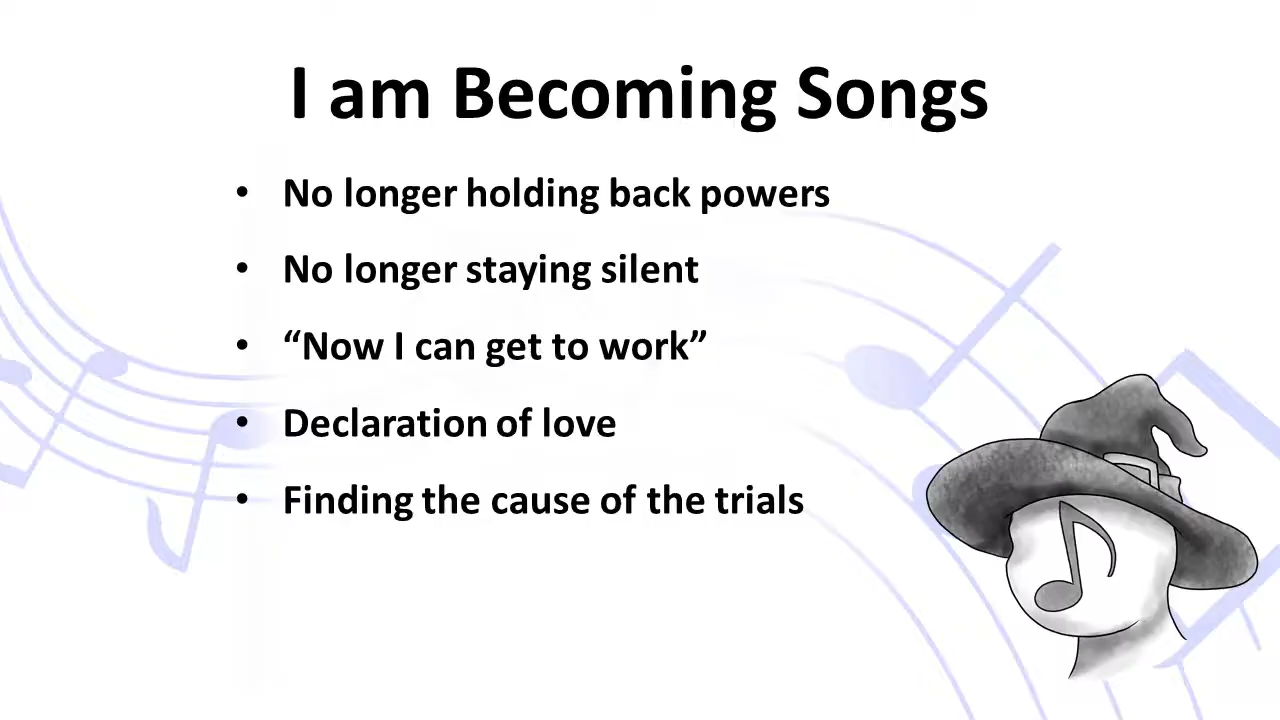 I am Becoming Songs
• No longer holding back powers
• No longer staying silent
• “Now I can get to work”
• Declaration of love
• Finding the cause of the trials